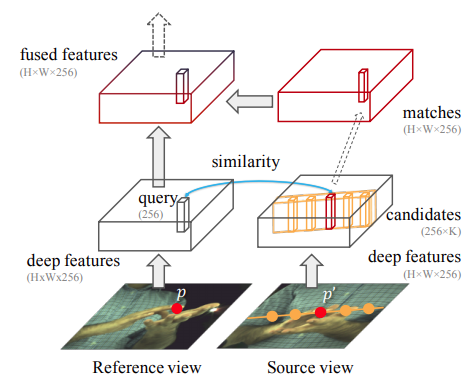 fused features
(H×W×256)
matches
(H×W×256)
similarity
query
(256)
candidates
(256×K)
deep features
(HxWx256)
deep features
(H×W×256)
p
p'
Reference view
Source view